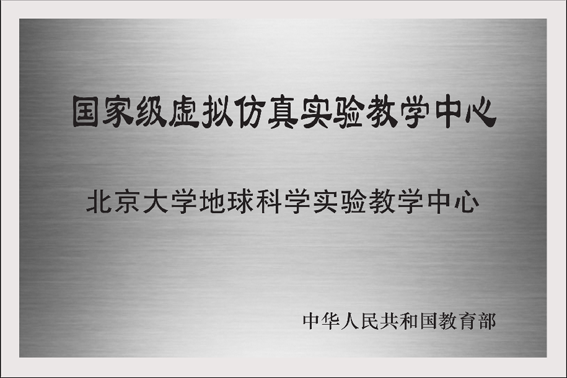 国家级虚拟仿真实验教学中心
北京大学地球科学实验教学中心
中华人民共和国教育部